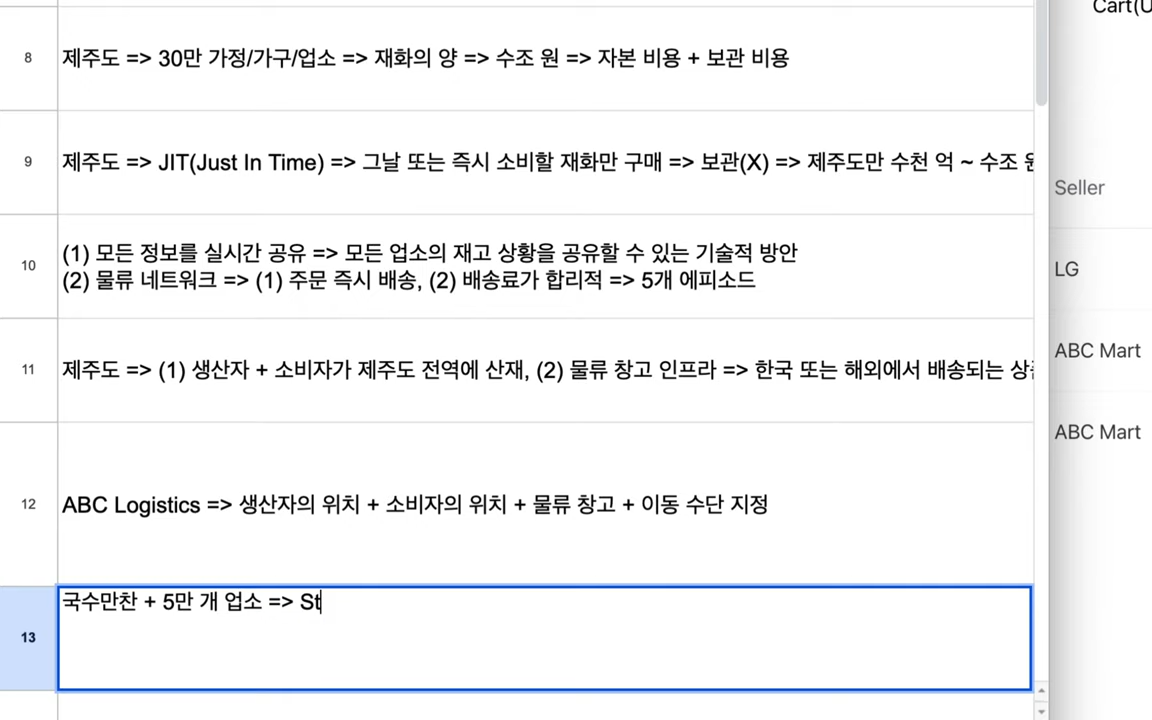 Cart(U
8
제주도 => 30만 가정/가구/업소 => 재화의 양 => 수조 원 => 자본 비용 + 보관 비용
9
제주도 => JIT(Just In Time) => 그날 또는 즉시 소비할 재화만 구매 => 보관(X) => 제주도만 수천 억 ~ 수조 원
Seller
10
(1) 모든 정보를 실시간 공유 => 모든 업소의 재고 상황을 공유할 수 있는 기술적 방안
(2) 물류 네트워크 => (1) 주문 즉시 배송, (2) 배송료가 합리적 => 5개 에피소드
LG
ABC Mart
11
제주도 => (1) 생산자 + 소비자가 제주도 전역에 산재, (2) 물류 창고 인프라 => 한국 또는 해외에서 배송되는 상
ABC Mart
12
ABC Logistics => 생산자의 위치 + 소비자의 위치 + 물류 창고 + 이동 수단 지정
13
국수만찬 + 5만 개 업소 => St